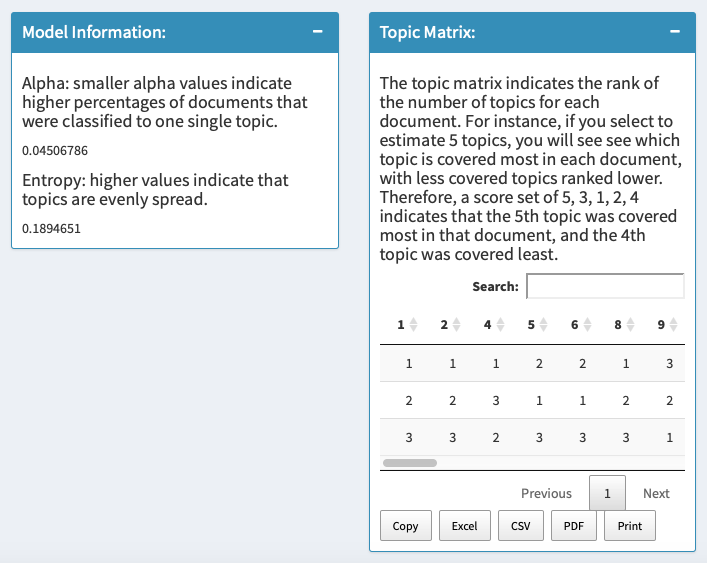 Model Information:
Alpha: smaller alpha values indicate
higher percentages of documents that
were classified to one single topic.
0.04506786
Entropy: higher values indicate that
topics are evenly spread.
0.1894651
Topic Matrix:
The topic matrix indicates the rank of
the number of topics for each
document. For instance, if you select to
estimate 5 topics, you will see see which
topic is covered most in each document,
with less covered topics ranked lower.
Therefore, a score set of 5, 3, 1, 2, 4
indicates that the 5th topic was covered
most in that document, and the 4th
topic was covered least.
Search:
1 2 4 5 6 8 9
1 1 1 2 2 1 3
2 2 3 1 1 2 2
3 3 2 3 3 3 1
Previous 1 Next
Copy Excel CSV PDF Print